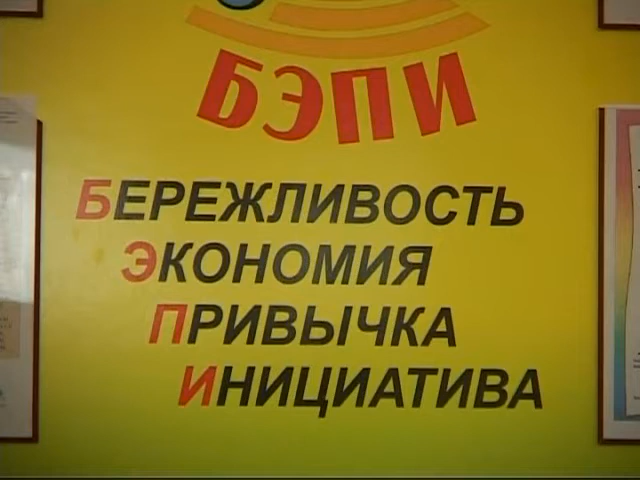 БЭПИ
БЕРЕЖЛИВОСТЬ
ЭКОНОМИЯ
ПРИВЫЧКА
ИНИЦИАТИВА